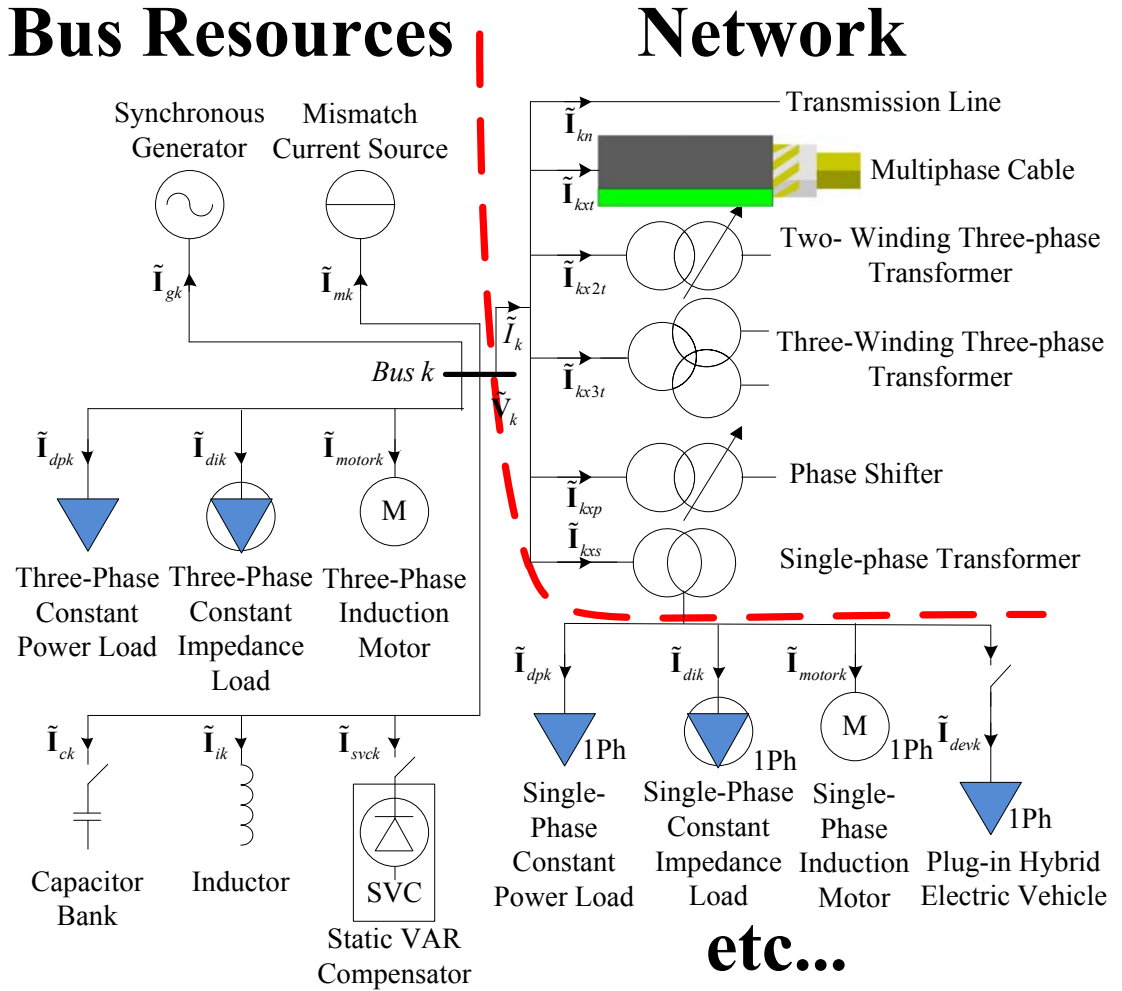 Bus Resources
Network
Synchronous
Generator
Mismatch
Current Source
Ĩgk
Ĩmk
Bus k
Ĩk
Ṽk
Ĩkn
Transmission Line
Ĩkxt
Multiphase Cable
Ĩkx2t
Two- Winding Three-phase
Transformer
Ĩkx3t
Three-Winding Three-phase
Transformer
Ĩkxp
Phase Shifter
Ĩkxs
Single-phase Transformer
Ĩdpk
Ĩdik
Ĩmotork
M
Three-Phase
Constant
Power Load
Three-Phase
Constant
Impedance
Load
Three-Phase
Induction
Motor
Ĩck
Ĩik
Ĩsvck
SVC
Capacitor
Bank
Inductor
Static VAR
Compensator
Ĩdpk
Ĩdik
Ĩmotork
Ĩdevk
1Ph
1Ph
M
1Ph
1Ph
Single-
Phase
Constant
Power Load
Single-Phase
Constant
Impedance
Load
Single-
Phase
Induction
Motor
Plug-in Hybrid
Electric Vehicle
etc...